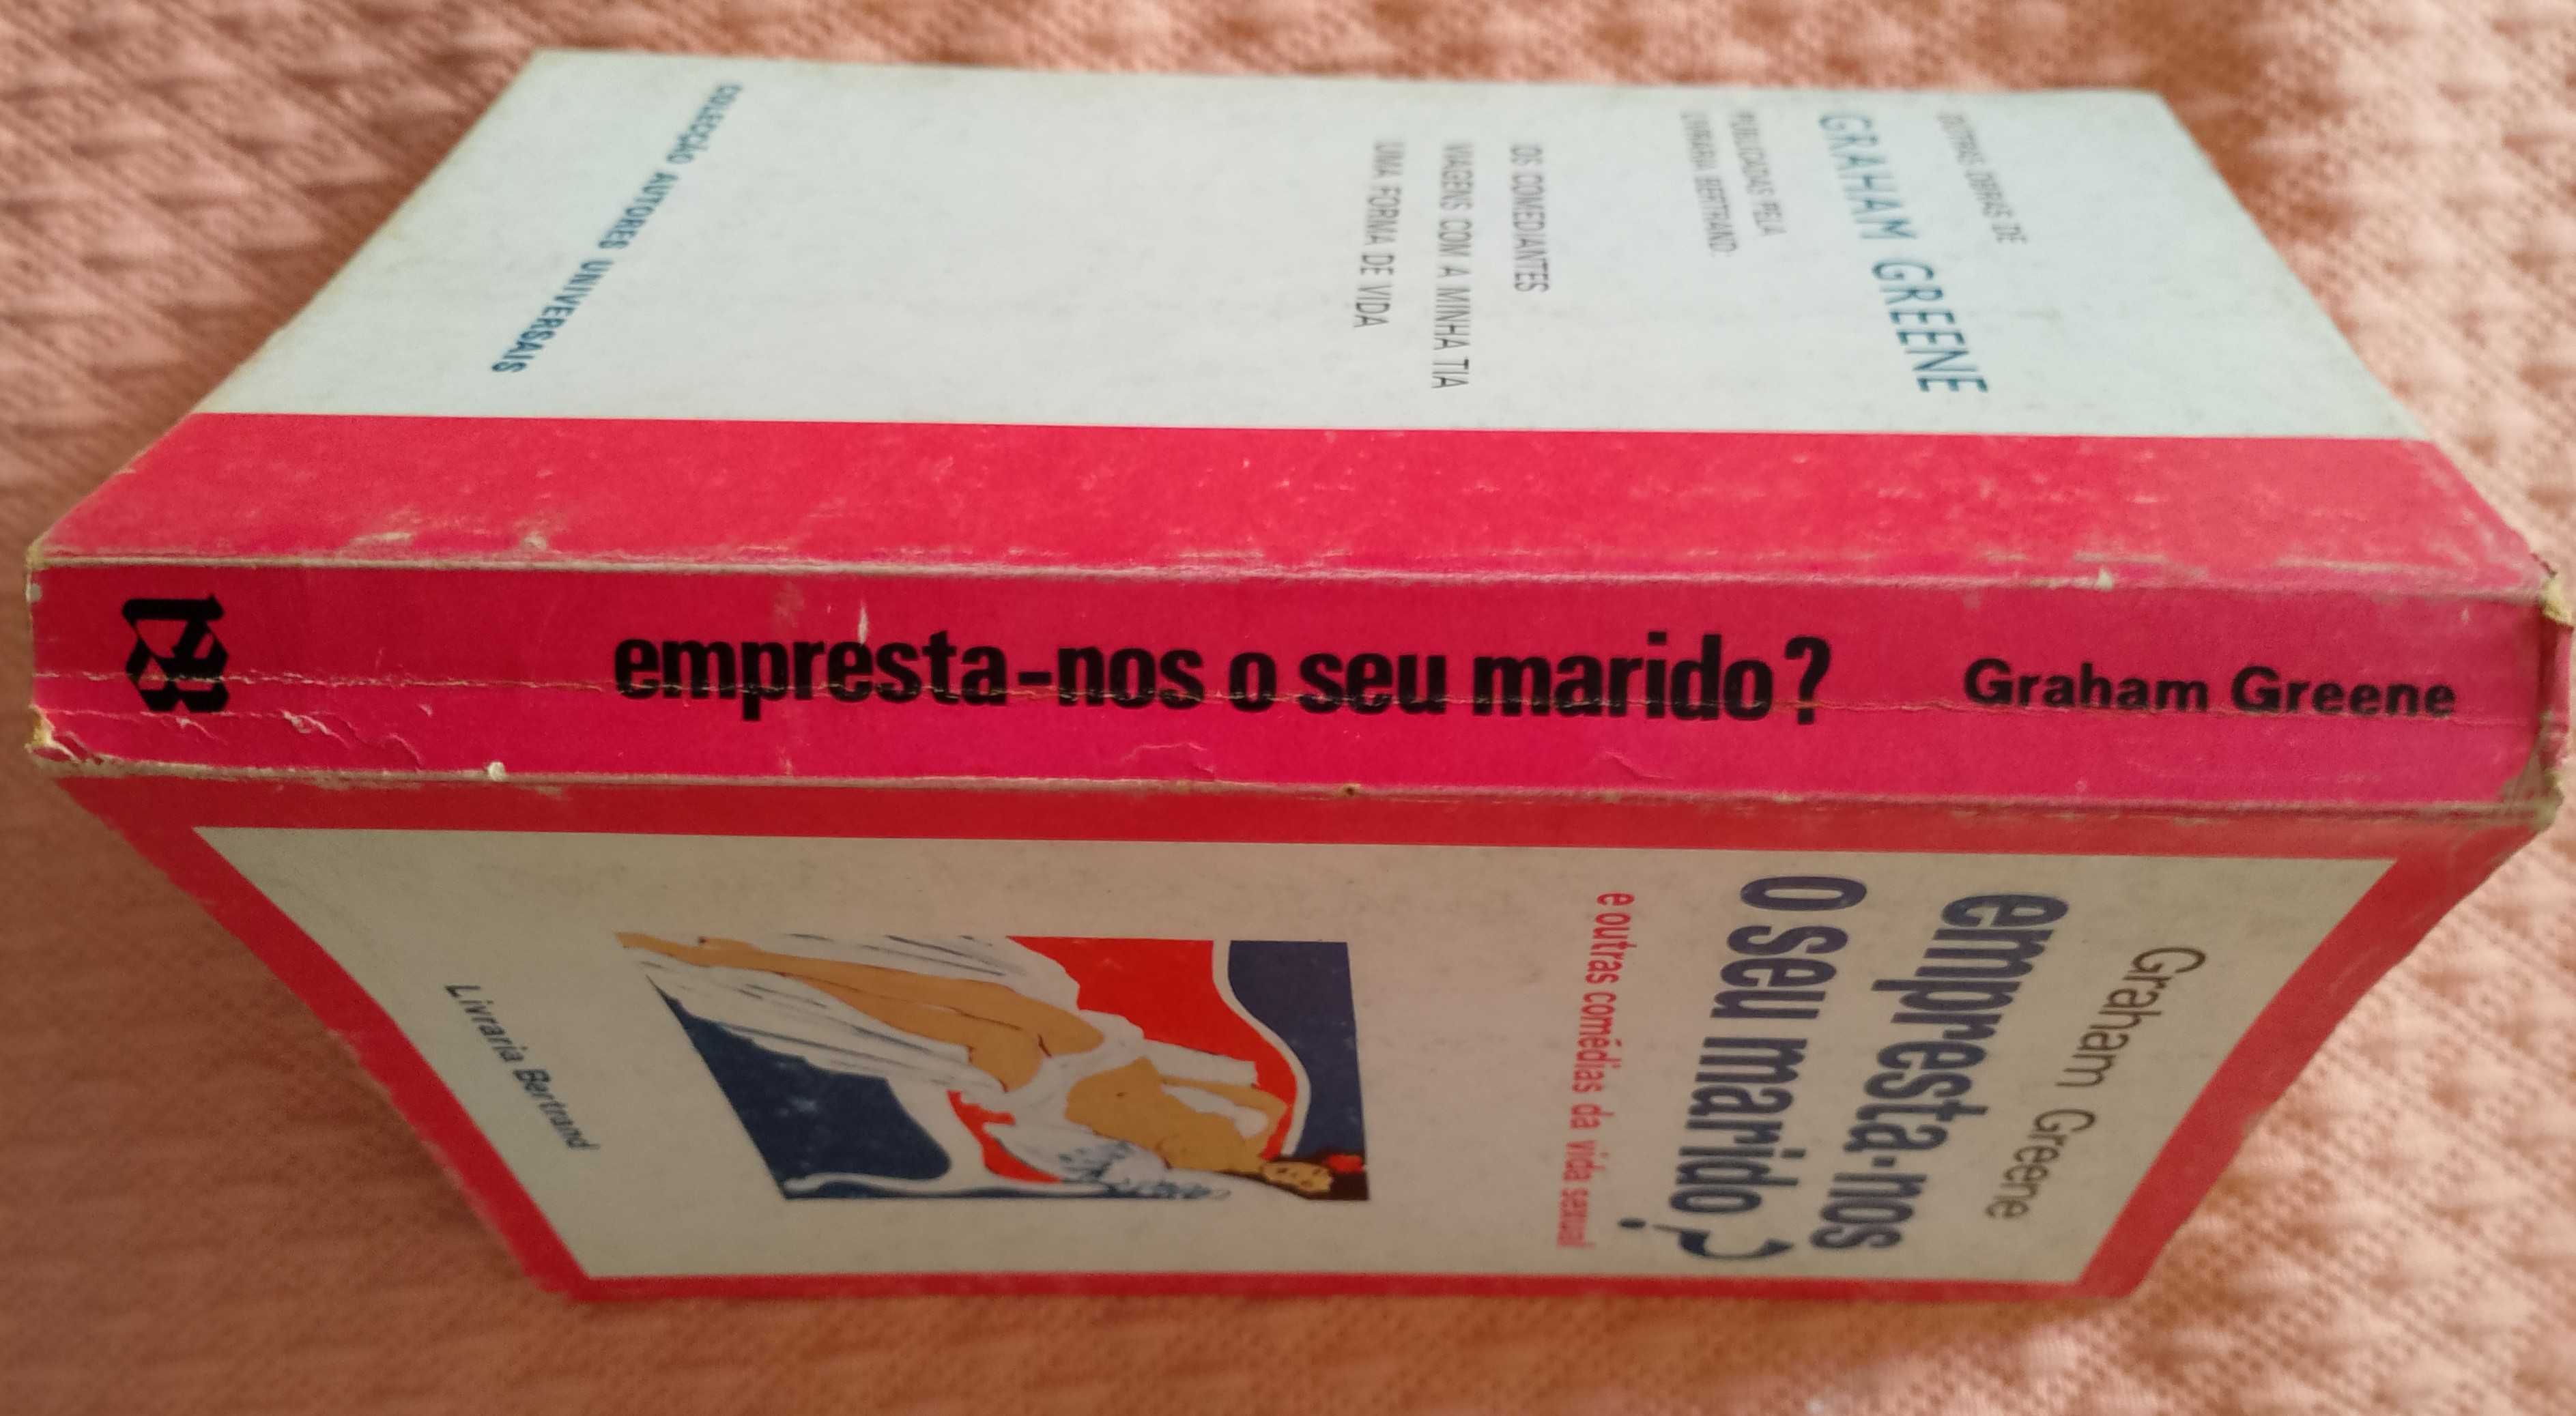 OUTRAS OBRAS DE
GRAHAM GREENE
PUBLICADAS PELA
LIVRARIA BERTRAND:
OS COMEDIANTES
VIAGENS COM A MINHA TIA
UMA FORMA DE VIDA
COLECÇÃO AUTORES UNIVERSAIS
empresta-nos o seu marido? Graham Greene
Graham Greene
empresta-nos
o seu marido?
e outras comédias da vida sexual
Livraria Bertrand